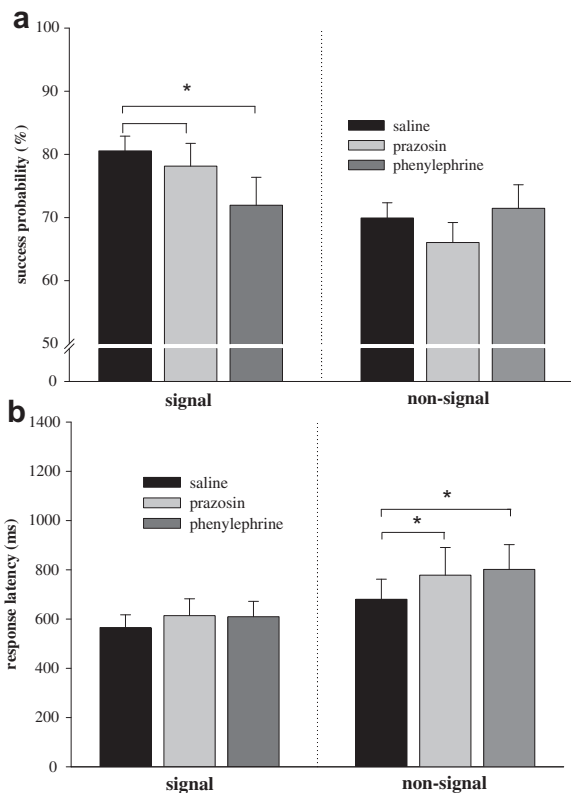 a
100
90
80
70
60
50
0
success probability (%)
*
saline
prazosin
phenylephrine
signal
non-signal
b
1400
1200
1000
800
600
400
200
0
response latency (ms)
saline
prazosin
phenylephrine
*
*
signal
non-signal